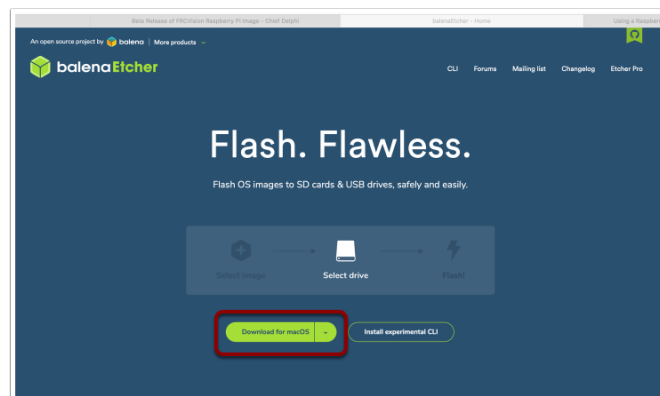 Beta Release of FRCVision Raspberry Pi Image - Chief Delphi
balenaEtcher - Home
Using a Raspber
An open source project by balena | More products
balenaEtcher
CLI Forums Mailing list Changelog Etcher Pro
Flash. Flawless.
Flash OS images to SD cards & USB drives, safely and easily.
Select image Select drive Flash!
Download for macOS Install experimental CLI